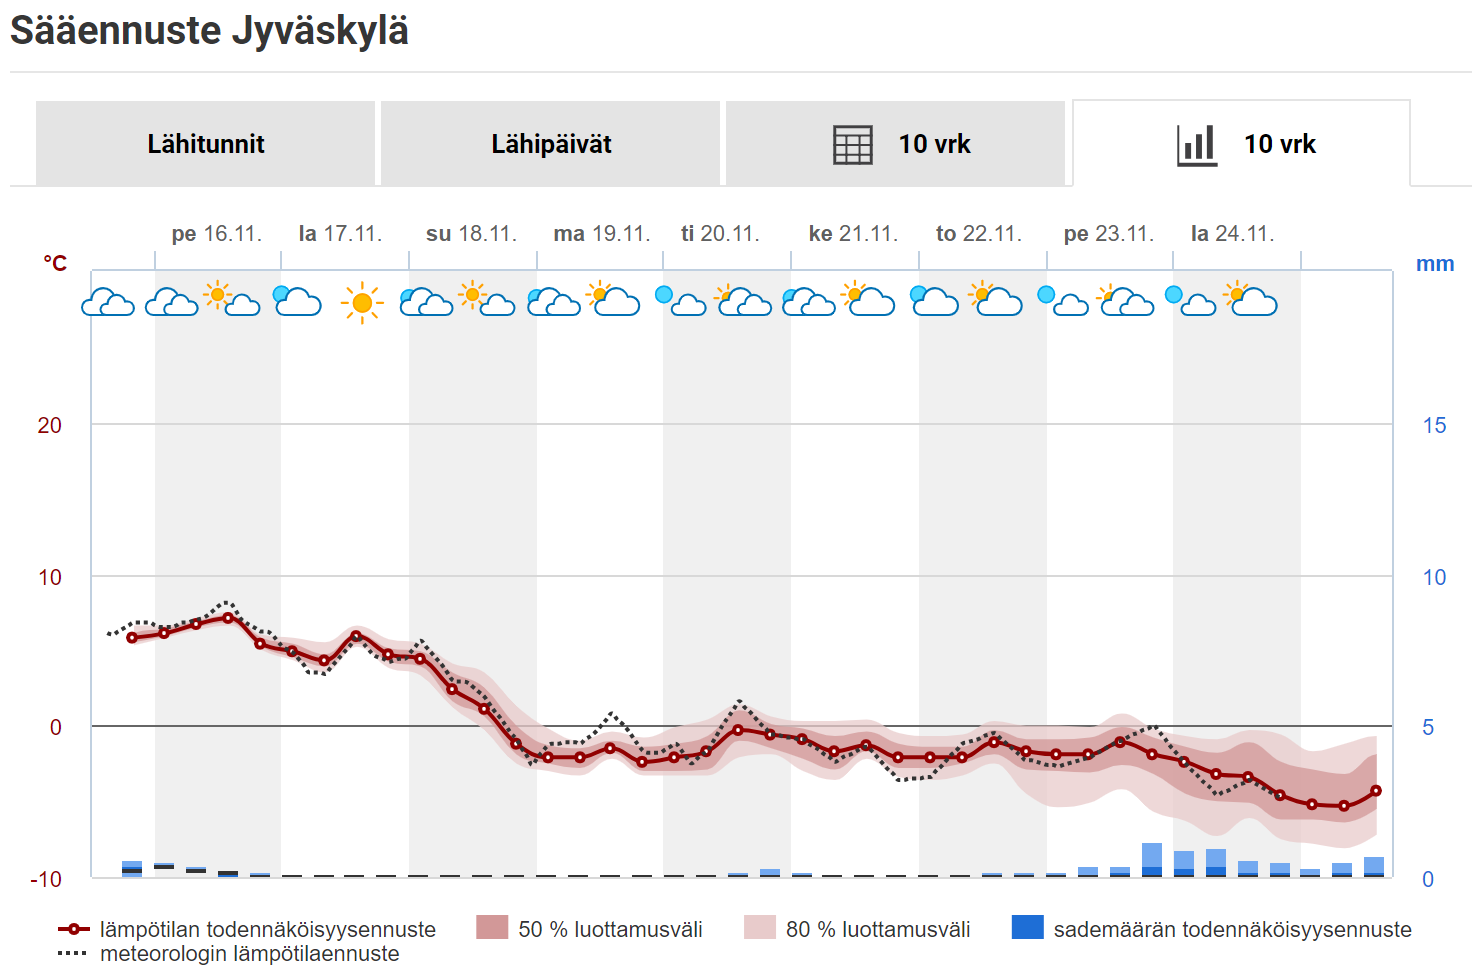 Sääennuste Jyväskylä
Lähitunnit Lähipäivät 10 vrk 10 vrk
pe 16.11. la 17.11. su 18.11. ma 19.11. ti 20.11. ke 21.11. to 22.11. pe 23.11. la 24.11.
°C mm
20 15
10 10
0 5
-10 0
lämpötilan todennäköisyysennuste 50 % luottamusväli 80 % luottamusväli sademäärän todennäköisyysennuste
meteorologin lämpötilaennuste